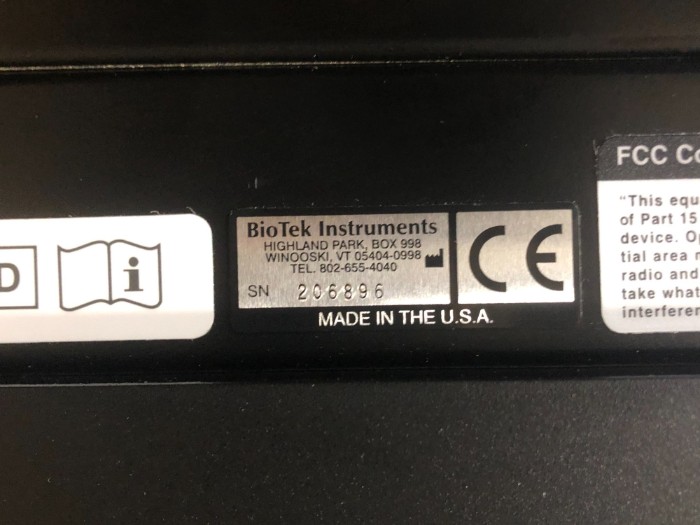 D
i
BioTek Instruments
HIGHLAND PARK, BOX 998
WINOOSKI, VT 05404-0998
TEL. 802-655-4040
SN 206896
CE
MADE IN THE U.S.A.
FCC Co
"This equ
of Part 15
device. Op
tial area
radio and
take what
interferen